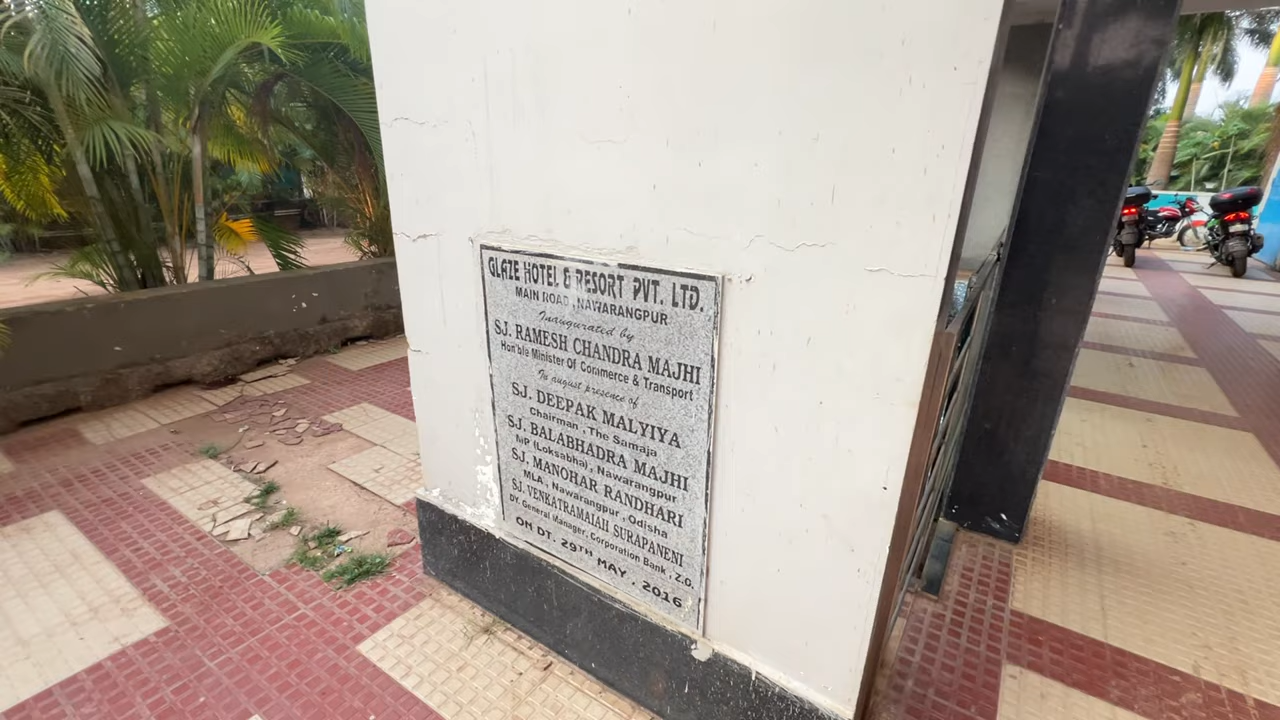 GLAZE HOTEL & RESORT PVT. LTD.
MAIN ROAD, NAWARANGPUR
Inaugurated by
SJ. RAMESH CHANDRA MAJHI
Hon'ble Minister Of Commerce & Transport
In august presence of
SJ. DEEPAK MALYIYA
Chairman - The Samaja
SJ. BALABHADRA MAJHI
MP (Loksabha), Nawarangpur
SJ. MANOHAR RANDHARI
MLA, Nawarangpur, Odisha
SJ. VENKATRAMAIAH SURAPANENI
DY. General Manager, Corporation Bank, Z.O.
ON DT. 29TH MAY, 2016